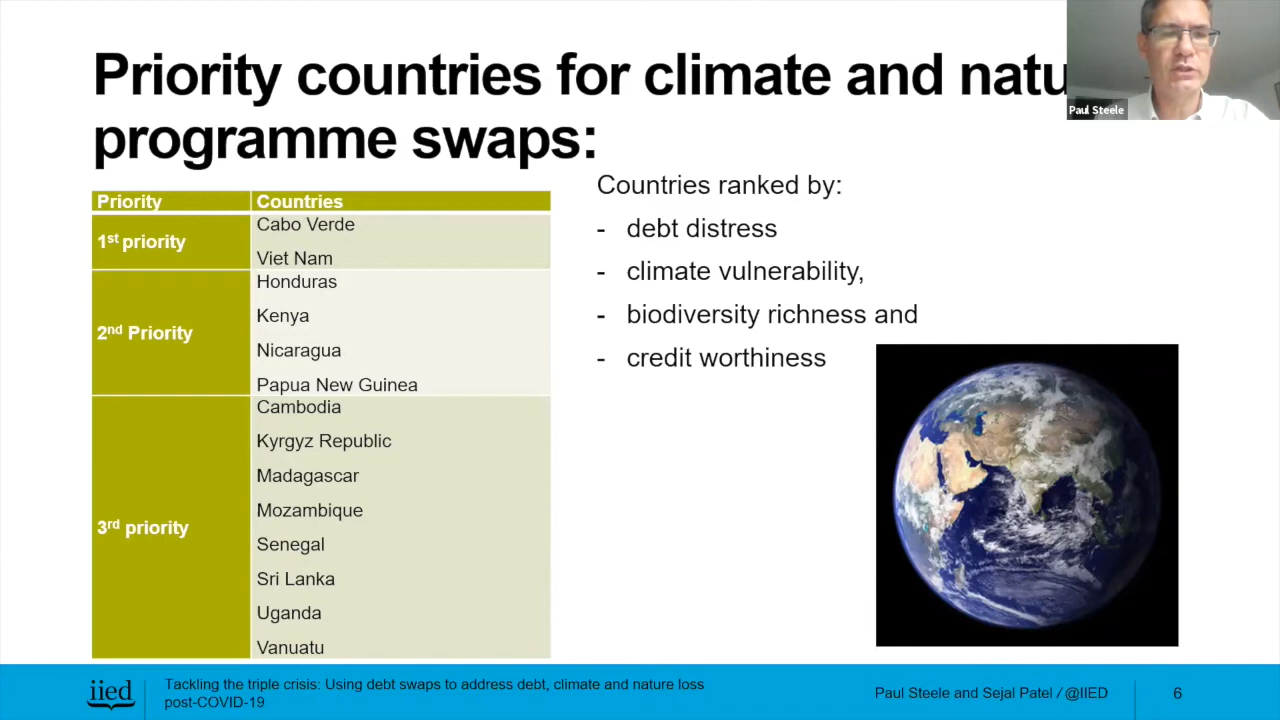 Priority countries for climate and natu
programme swaps:
Paul Steele
Priority Countries
1st priority
Cabo Verde
Viet Nam
2nd Priority
Honduras
Kenya
Nicaragua
Papua New Guinea
3rd priority
Cambodia
Kyrgyz Republic
Madagascar
Mozambique
Senegal
Sri Lanka
Uganda
Vanuatu
Countries ranked by:
- debt distress
- climate vulnerability,
- biodiversity richness and
- credit worthiness
iied
Tackling the triple crisis: Using debt swaps to address debt, climate and nature loss
post-COVID-19
Paul Steele and Sejal Patel / @IIED
6